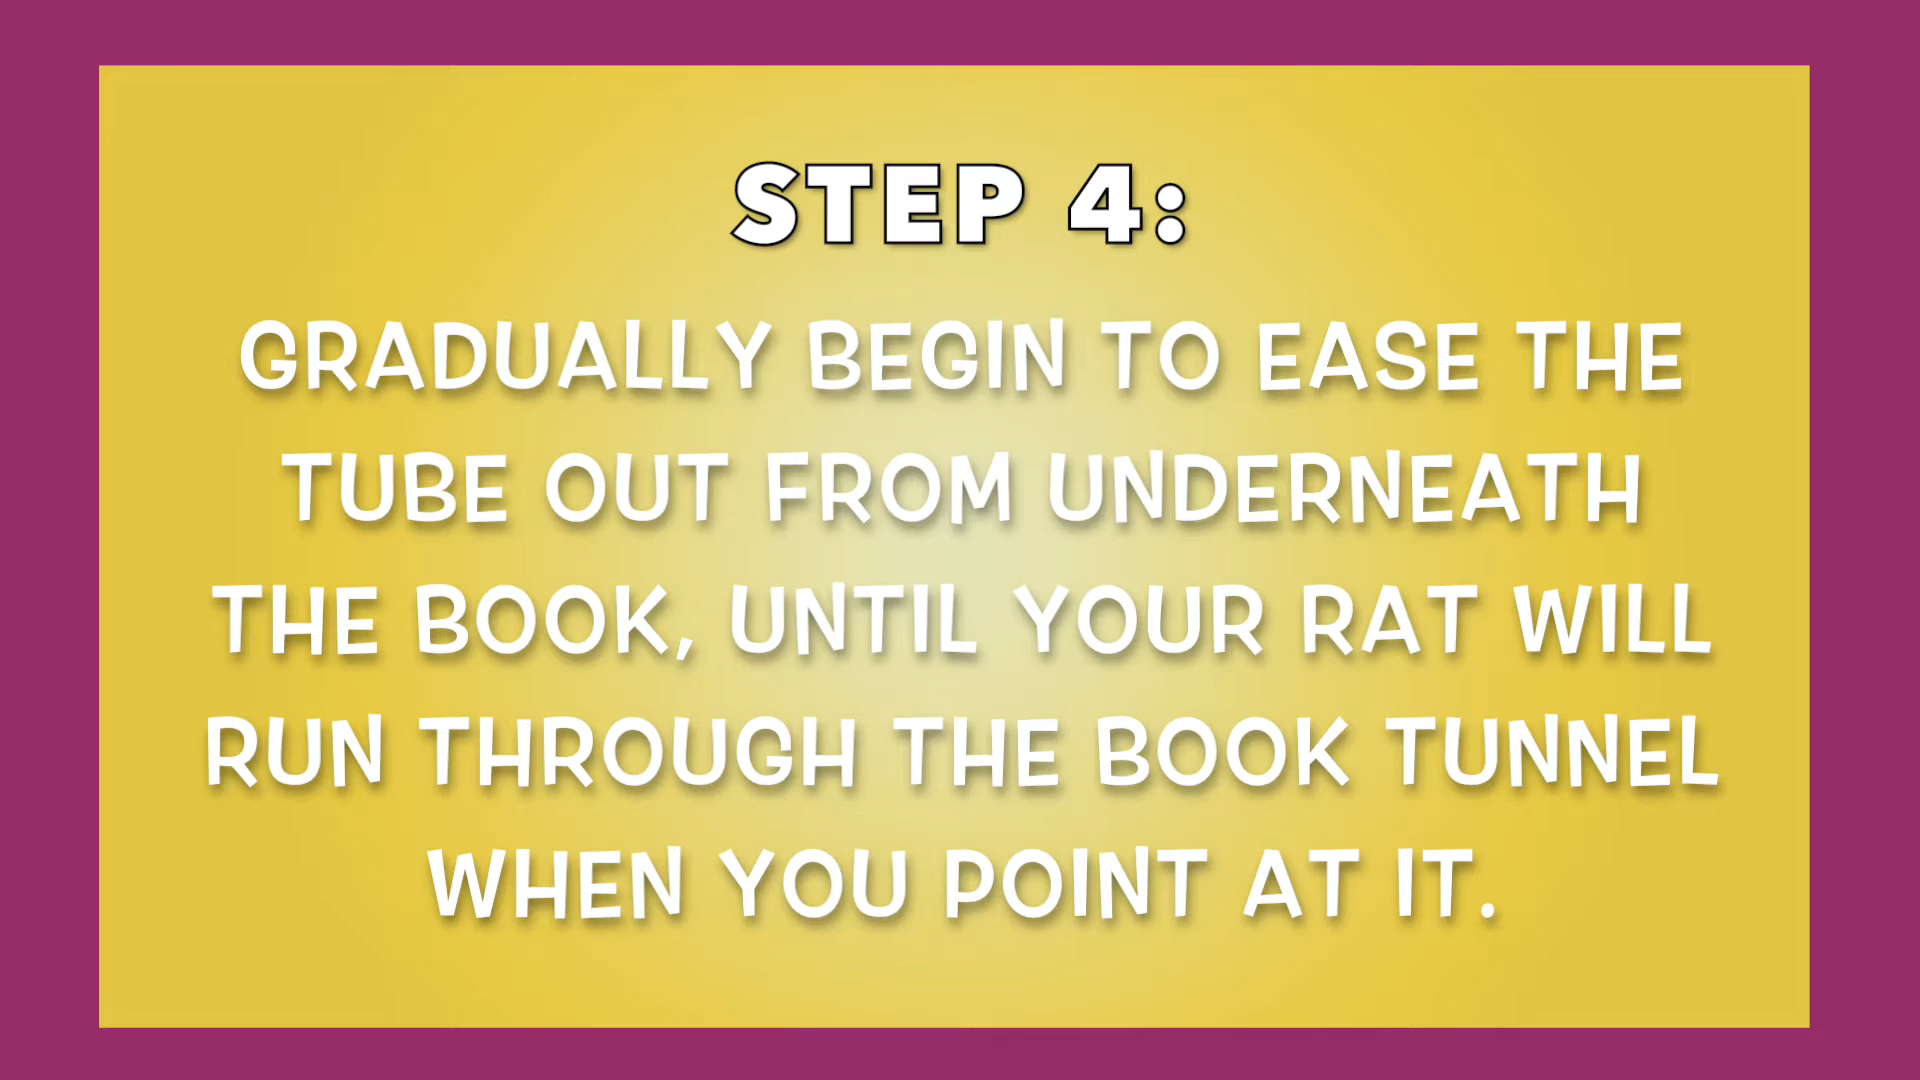 STEP 4:
GRADUALLY BEGIN TO EASE THE
TUBE OUT FROM UNDERNEATH
THE BOOK, UNTIL YOUR RAT WILL
RUN THROUGH THE BOOK TUNNEL
WHEN YOU POINT AT IT.